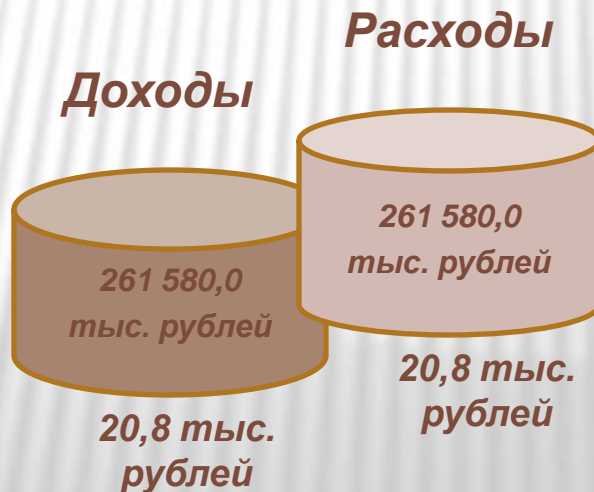 Расходы
Доходы
261 580,0
тыс. рублей
261 580,0
тыс. рублей
20,8 тыс.
рублей
20,8 тыс.
рублей